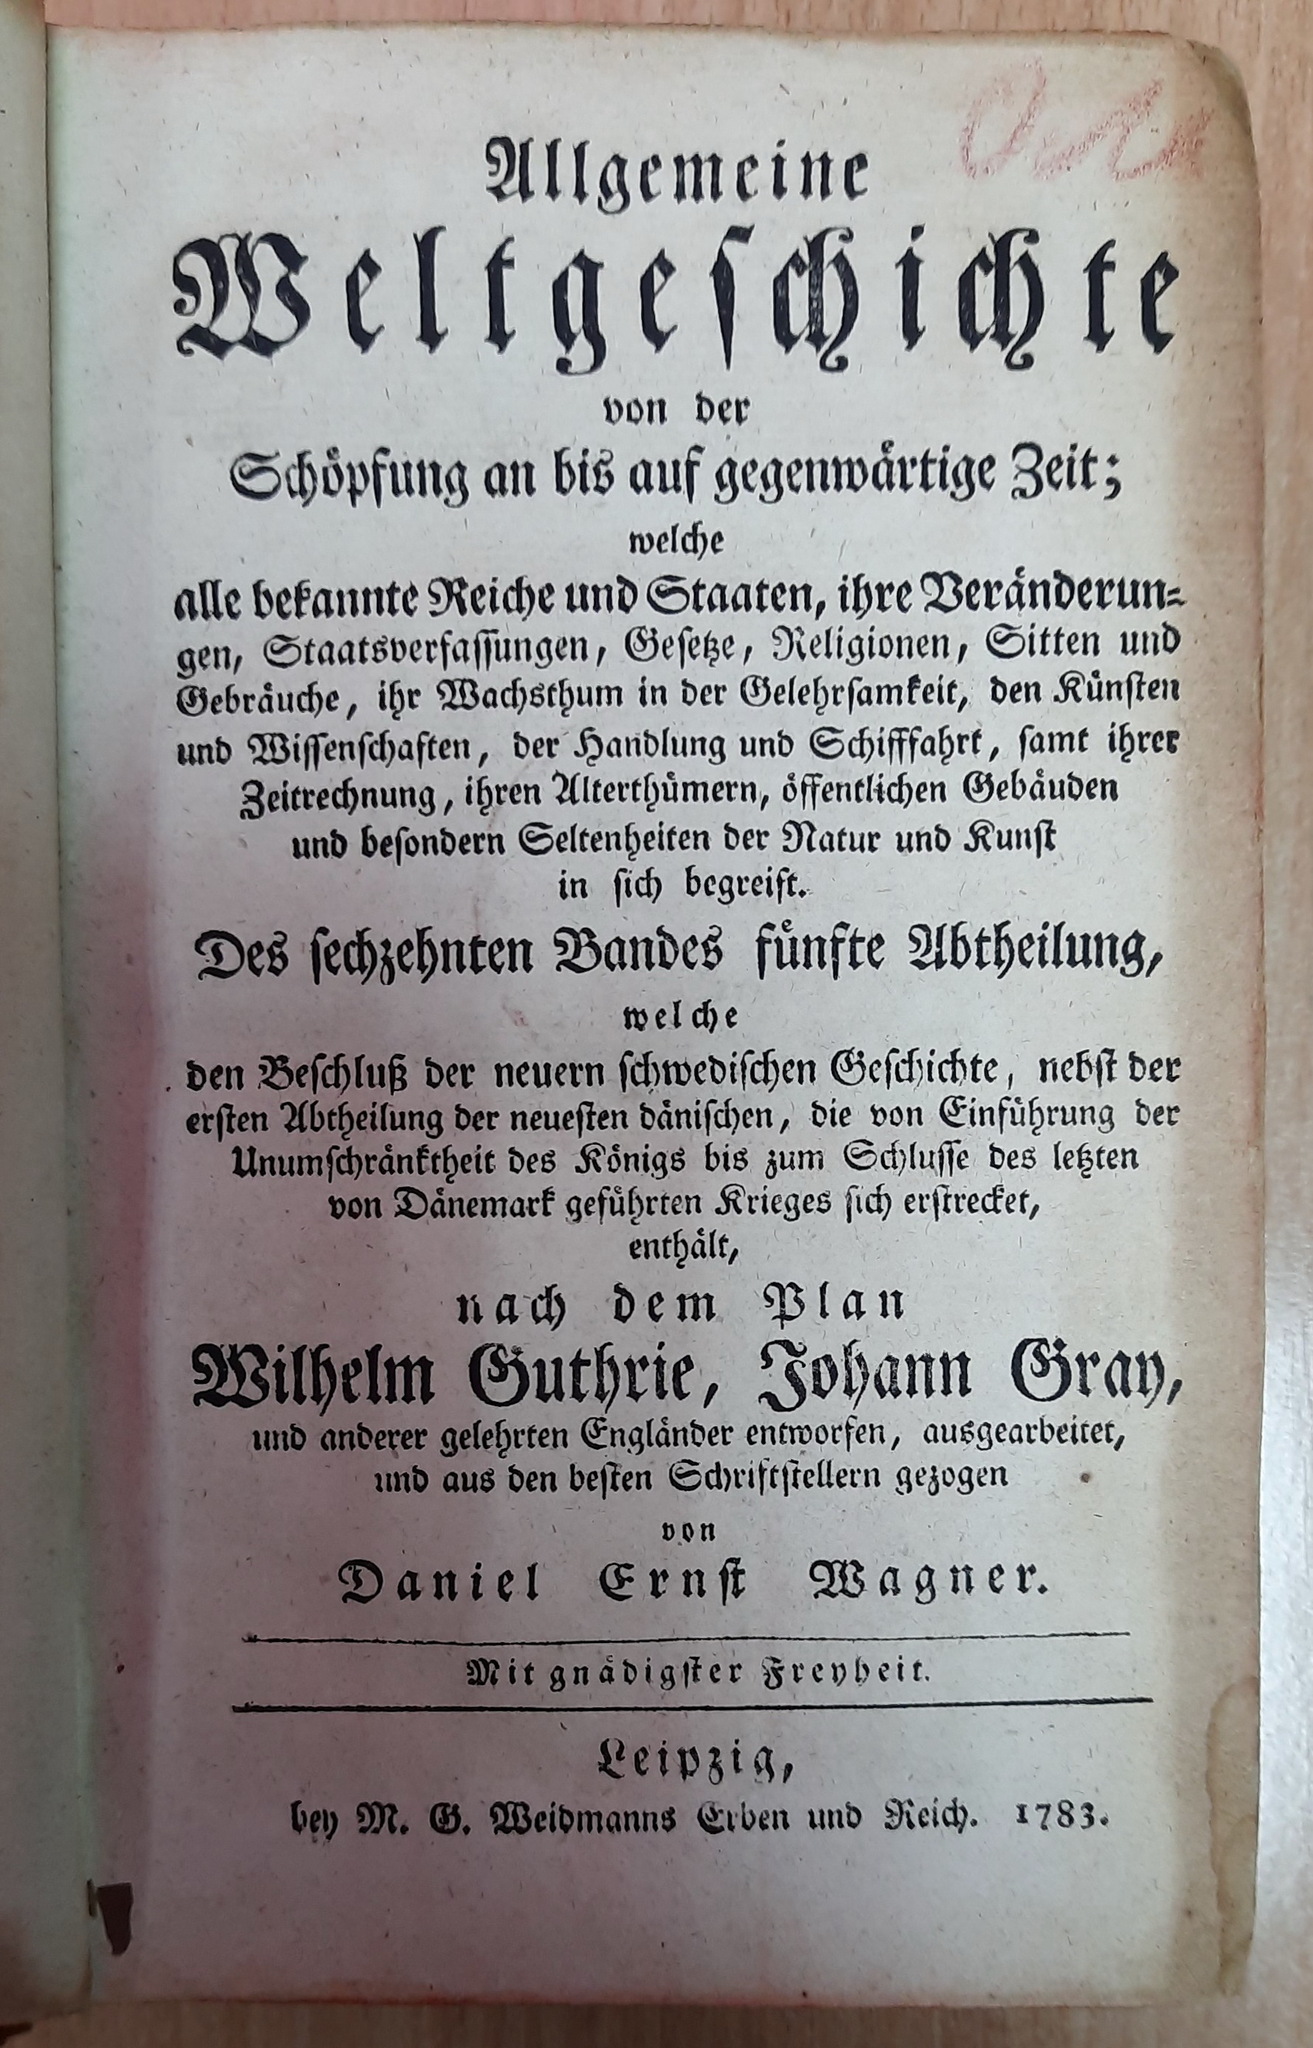 Allgemeine
Weltgeschichte
von der
Schöpfung an bis auf gegenwärtige Zeit;
welche
alle bekannte Reiche und Staaten, ihre Veränderun=
gen, Staatsverfassungen, Gesetze, Religionen, Sitten und
Gebräuche, ihr Wachsthum in der Gelehrsamkeit, den Künsten
und Wissenschaften, der Handlung und Schifffahrt, samt ihrer
Zeitrechnung, ihren Alterthümern, öffentlichen Gebäuden
und besondern Seltenheiten der Natur und Kunst
in sich begreift.
Des sechzehnten Bandes fünfte Abtheilung,
welche
den Beschluß der neuern schwedischen Geschichte, nebst der
ersten Abtheilung der neuesten dänischen, die von Einführung der
Unumschränktheit des Königs bis zum Schlusse des letzten
von Dänemark geführten Krieges sich erstrecket,
enthält,
nach dem Plan
Wilhelm Guthrie, Johann Gray,
und anderer gelehrten Engländer entworfen, ausgearbeitet,
und aus den besten Schriftstellern gezogen
von
Daniel Ernst Wagner.
Mit gnädigster Freyheit.
Leipzig,
bey M. G. Weidmanns Erben und Reich. 1783.